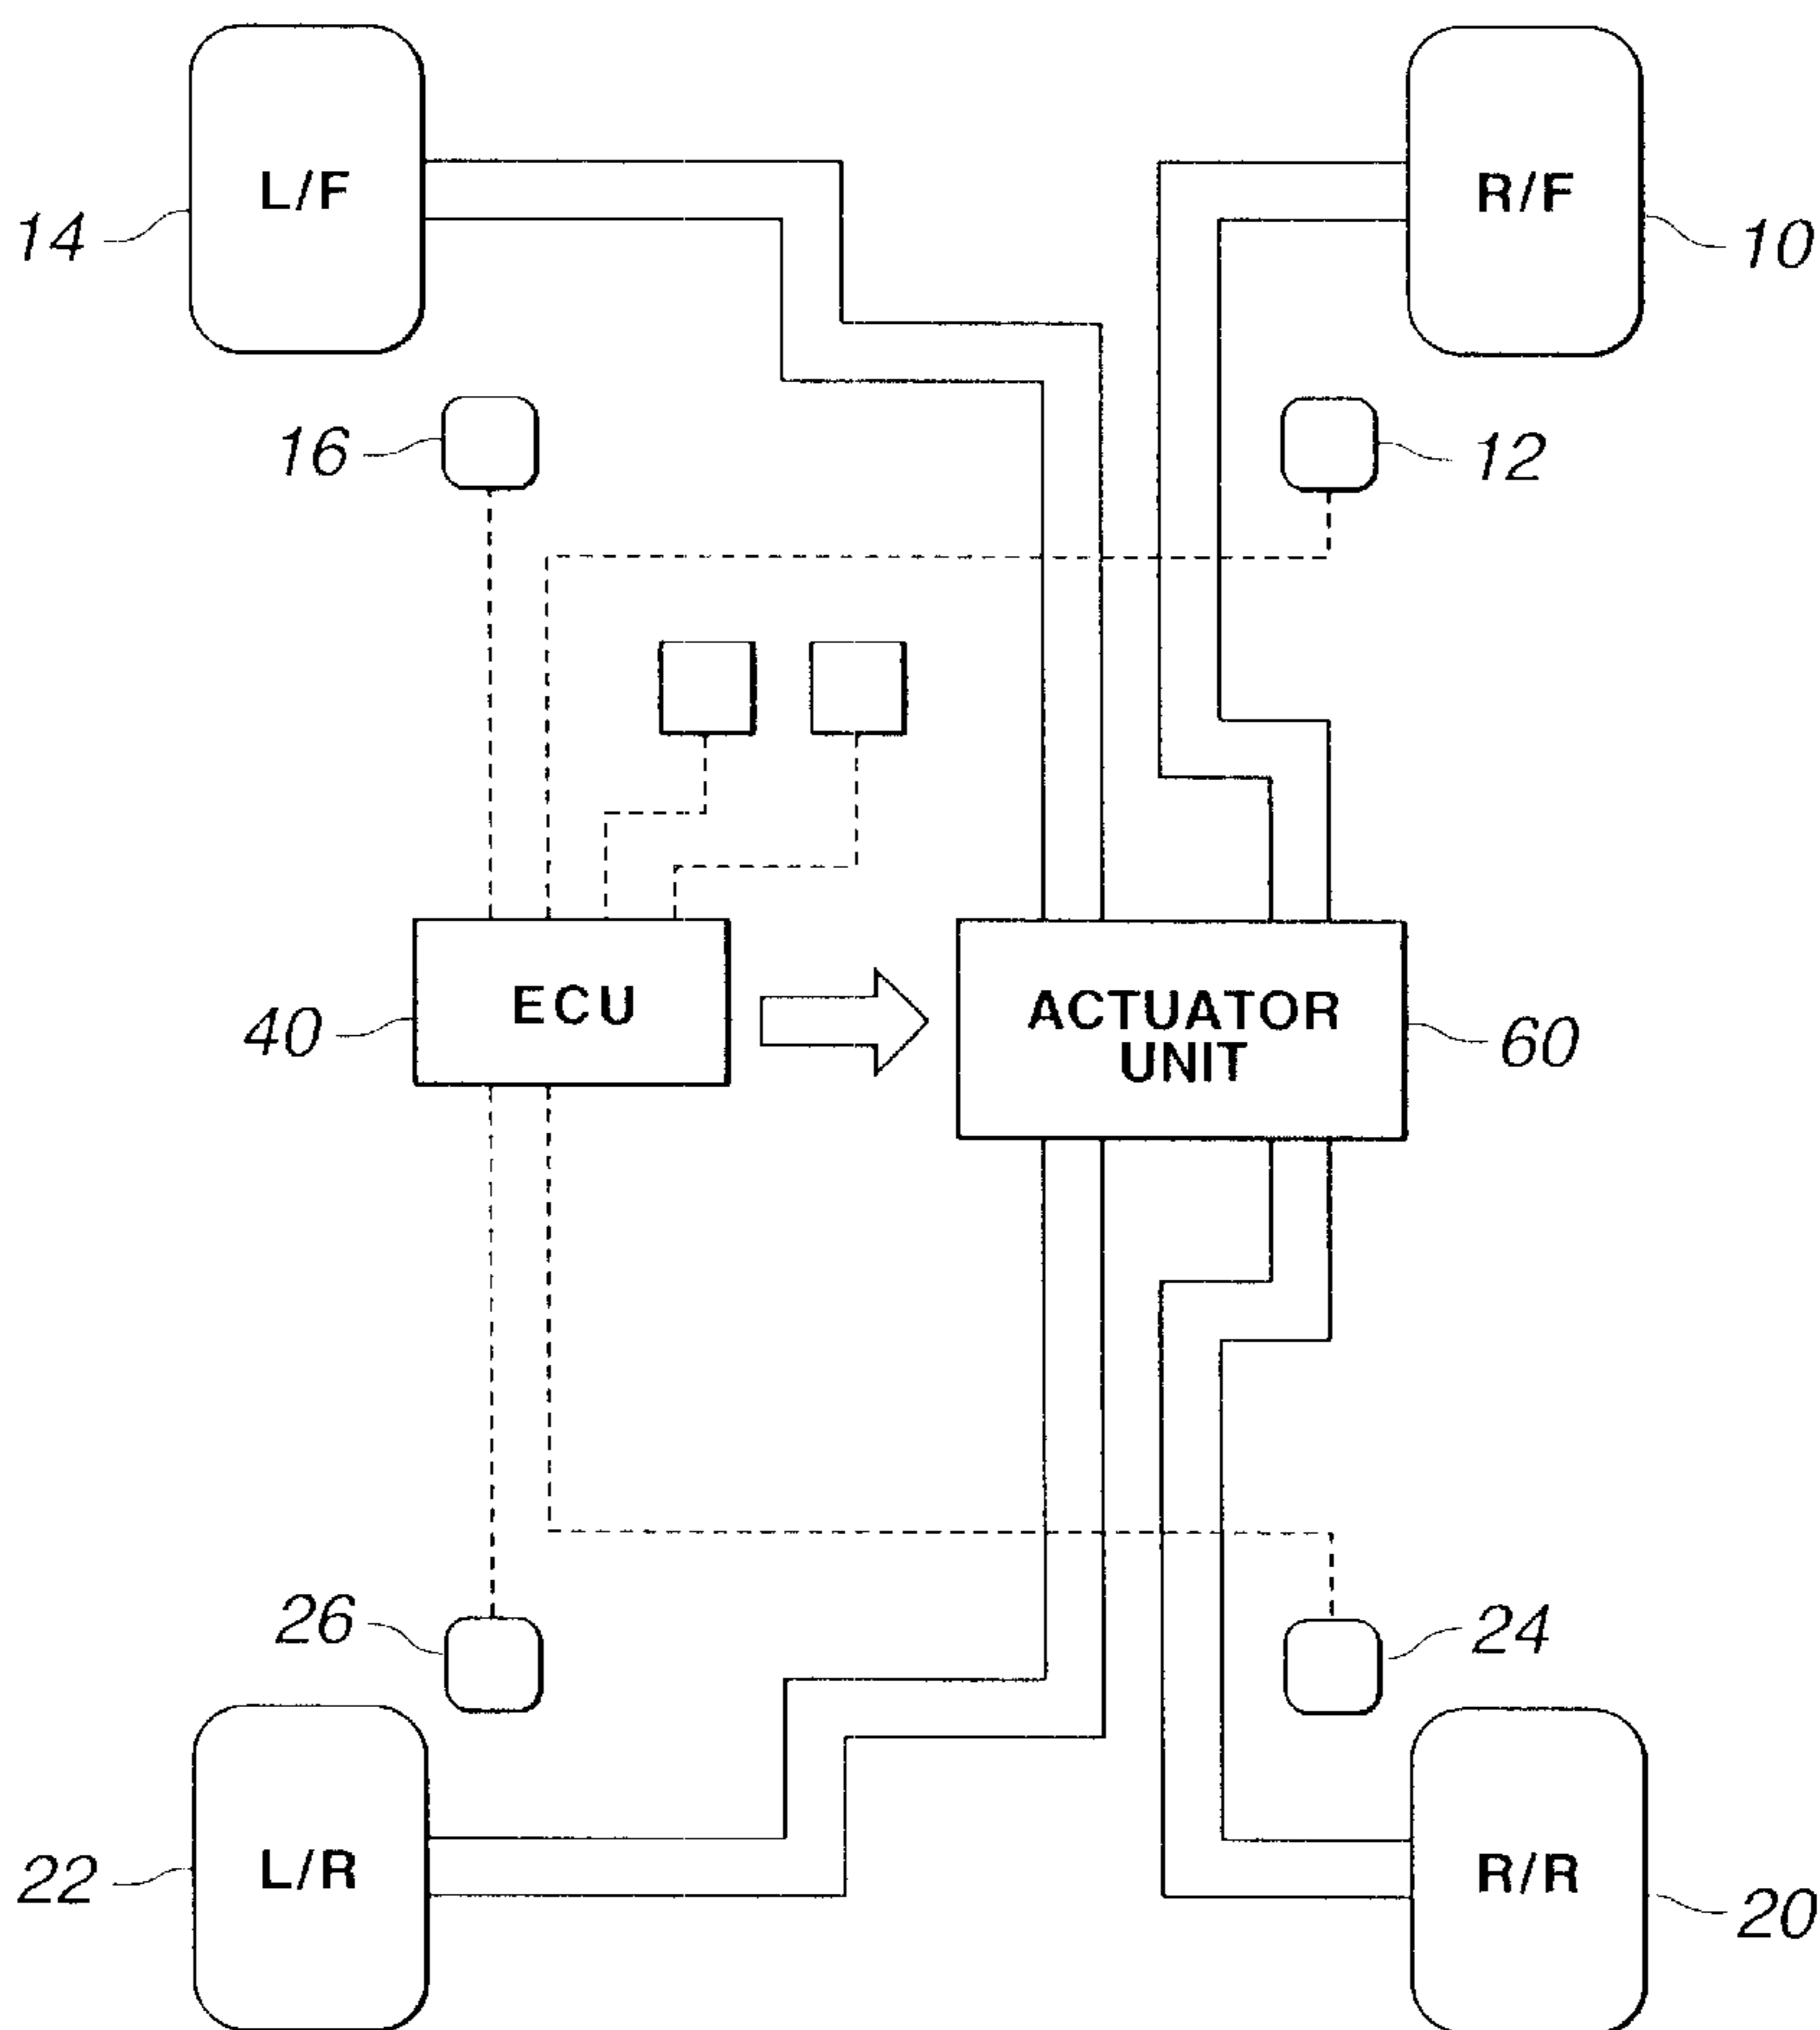 L/F
R/F
14
10
16
12
ECU
ACTUATOR
UNIT
40
60
26
24
L/R
R/R
22
20